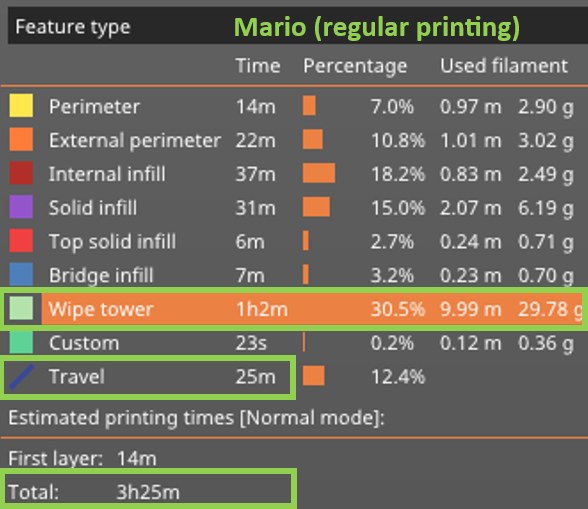 Feature type Mario (regular printing)
Time Percentage Used filament
Perimeter 14m 7.0% 0.97 m 2.90 g
External perimeter 22m 10.8% 1.01 m 3.02 g
Internal infill 37m 18.2% 0.83 m 2.49 g
Solid infill 31m 15.0% 2.07 m 6.19 g
Top solid infill 6m 2.7% 0.24 m 0.71 g
Bridge infill 7m 3.2% 0.23 m 0.70 g
Wipe tower 1h2m 30.5% 9.99 m 29.78 g
Custom 23s 0.2% 0.12 m 0.36 g
Travel 25m 12.4%
Estimated printing times [Normal mode]:
First layer: 14m
Total: 3h25m